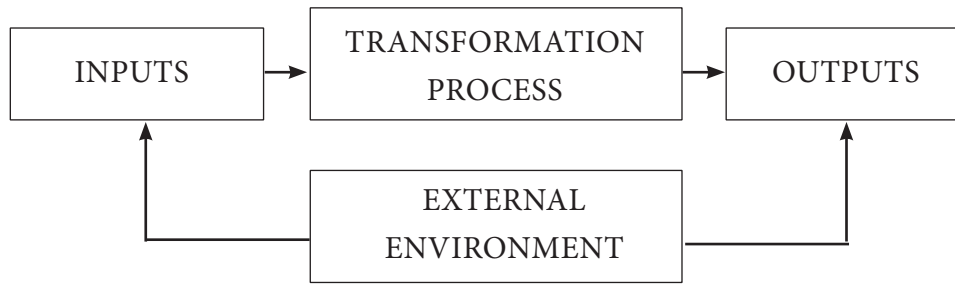 INPUTS
TRANSFORMATION
PROCESS
OUTPUTS
EXTERNAL
ENVIRONMENT